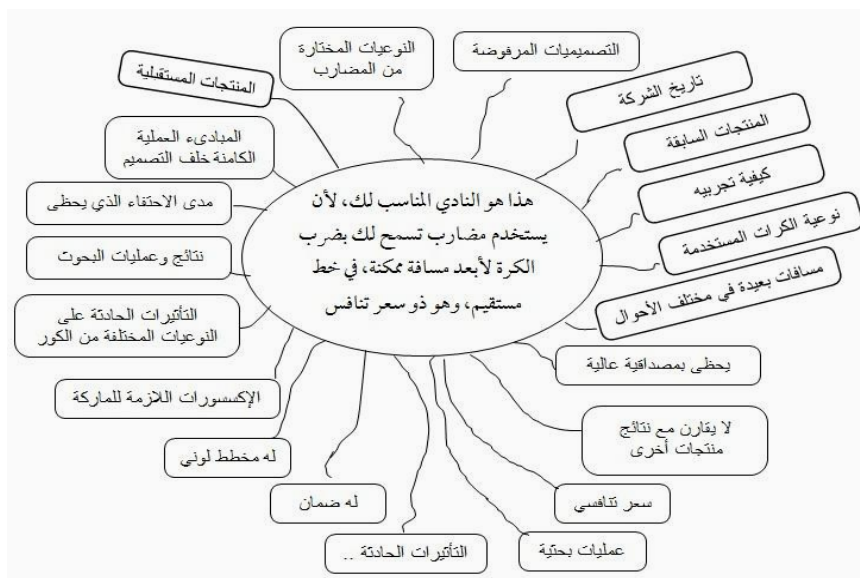 التصميميات المرفوضة
النوعيات المختارة
من المضارب
المنتجات المستقبلية
تاريخ الشركة
المنتجات السابقة
كيفية تجريبه
نوعية الكرات المستخدمة
مسافات بعيدة في مختلف الأحوال
المبادىء العملية
الكامنة خلف التصميم
مدى الاحتفاء الذي يحظى
نتائج وعمليات البحوث
التأثيرات الحادثة على
النوعيات المختلفة من الكور
هذا هو النادي المناسب لك، لأن
يستخدم مضارب تسمح لك بضرب
الكرة لأبعد مسافة ممكنة، في خط
مستقيم، وهو ذو سعر تنافس
يحظى بمصداقية عالية
الإكسسورات اللازمة للماركة
لا يقارن مع نتائج
منتجات أخرى
له مخطط لوني
له ضمان
سعر تنافسي
التأثيرات الحادثة ..
عمليات بحثية